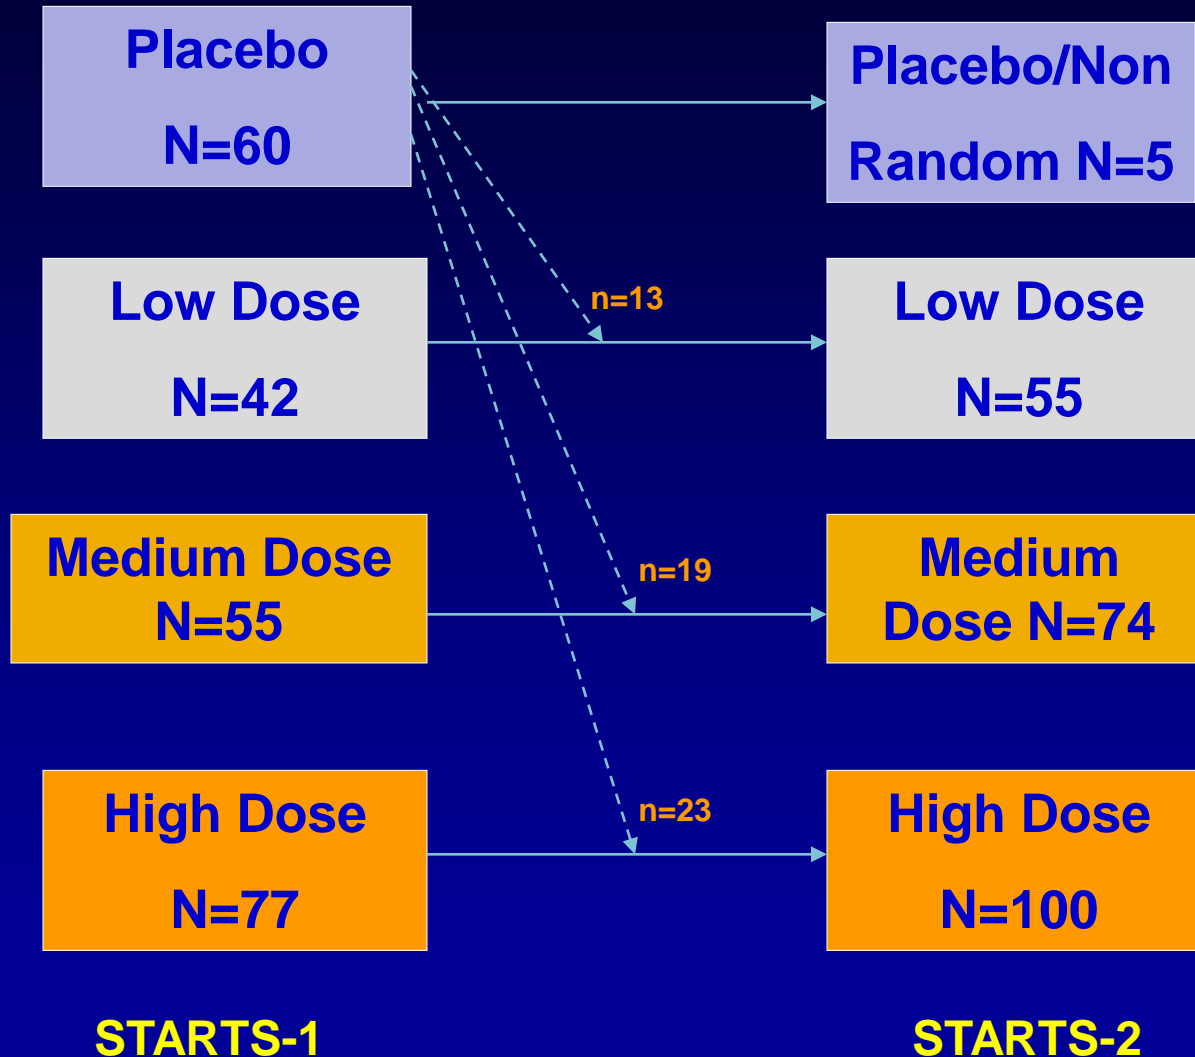 Placebo
N=60
Placebo/Non
Random N=5
Low Dose
N=42
n=13
Low Dose
N=55
Medium Dose
N=55
n=19
Medium
Dose N=74
High Dose
N=77
n=23
High Dose
N=100
STARTS-1
STARTS-2